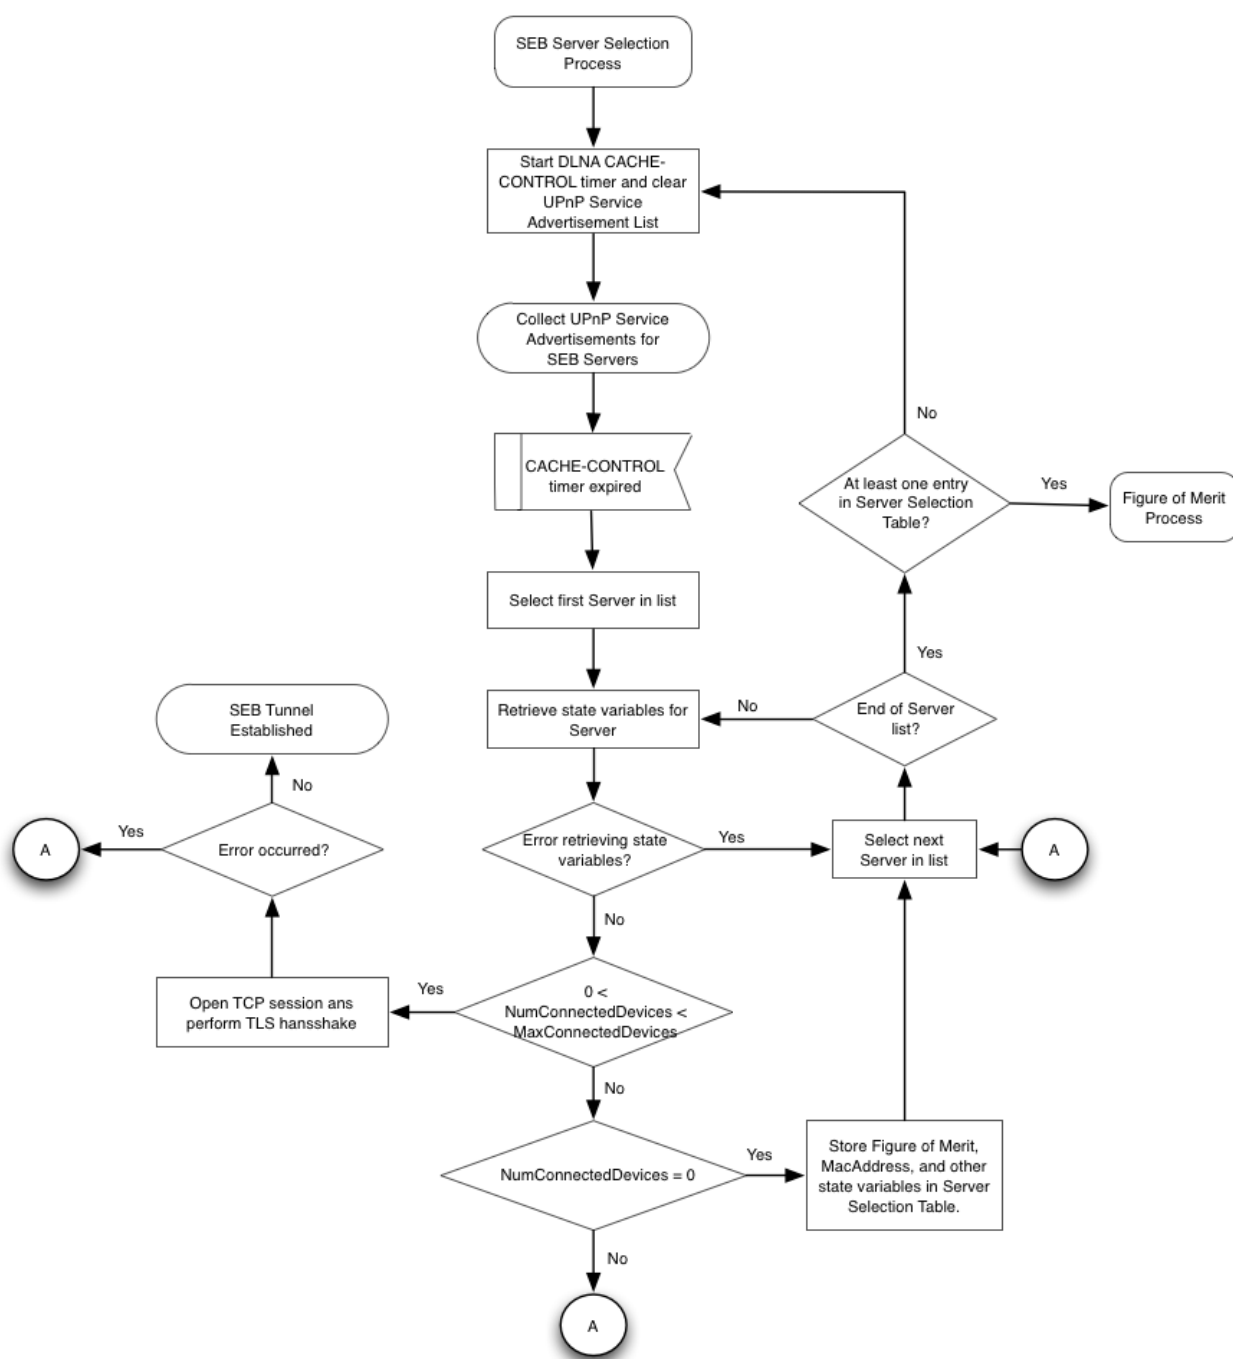 SEB Server Selection
Process
Start DLNA CACHE-
CONTROL timer and clear
UPnP Service
Advertisement List
Collect UPnP Service
Advertisements for
SEB Servers
No
CACHE-CONTROL
timer expired
At least one entry
in Server Selection
Table?
Yes
Figure of Merit
Process
Select first Server in list
Yes
SEB Tunnel
Established
Retrieve state variables for
Server
No
End of Server
list?
No
A
Yes
Error occurred?
Error retrieving state
variables?
Yes
Select next
Server in list
A
No
Open TCP session ans
perform TLS hansshake
Yes
0 <
NumConnectedDevices <
MaxConnectedDevices
No
NumConnectedDevices = 0
Yes
Store Figure of Merit,
MacAddress, and other
state variables in Server
Selection Table.
No
A